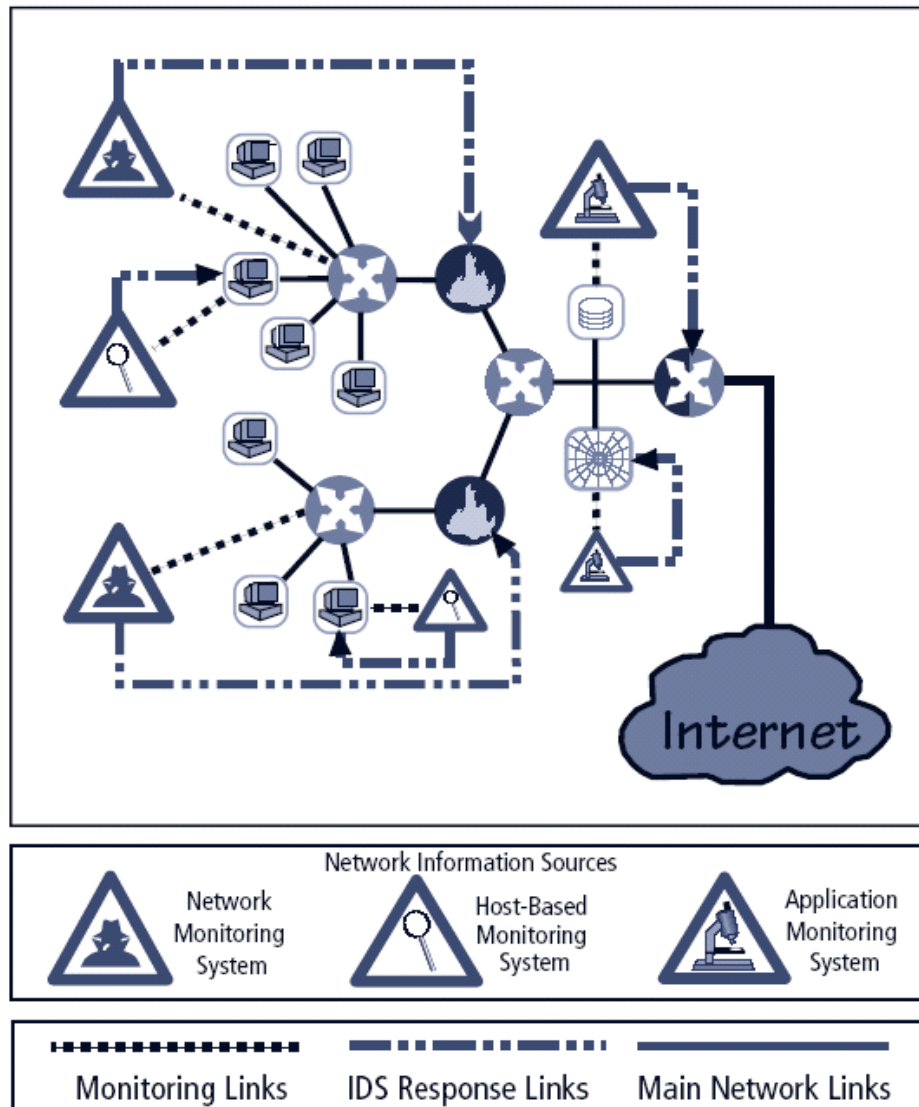 Internet
Network Information Sources
Network
Monitoring
System
Host-Based
Monitoring
System
Application
Monitoring
System
Monitoring Links
IDS Response Links
Main Network Links